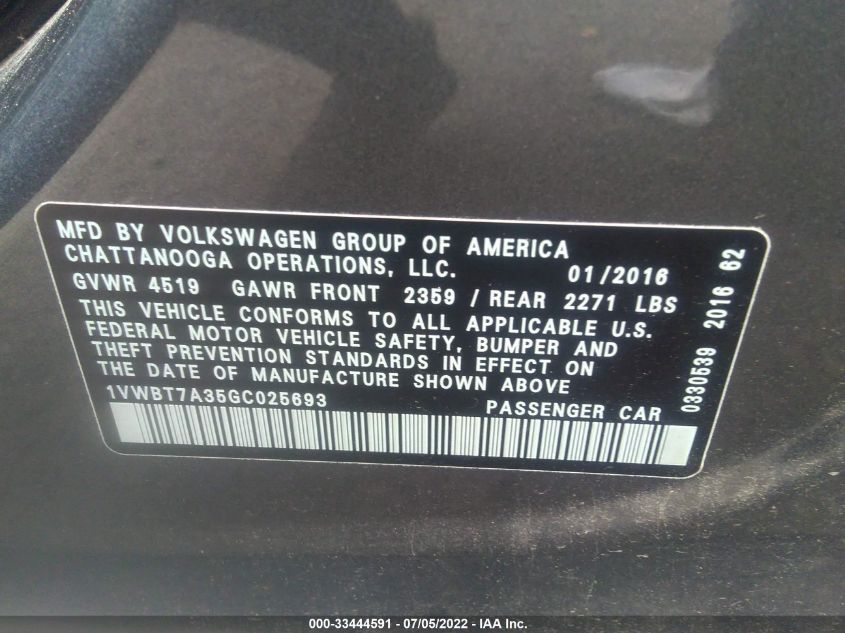 MFD BY VOLKSWAGEN GROUP OF AMERICA
CHATTANOOGA OPERATIONS, LLC. 01/2016
GVWR 4519 GAWR FRONT 2359 / REAR 2271 LBS
THIS VEHICLE CONFORMS TO ALL APPLICABLE U.S.
FEDERAL MOTOR VEHICLE SAFETY, BUMPER AND
THEFT PREVENTION STANDARDS IN EFFECT ON
THE DATE OF MANUFACTURE SHOWN ABOVE
1VWBT7A35GC025693 PASSENGER CAR
0330539 2016 62
000-33444591 - 07/05/2022 - IAA Inc.